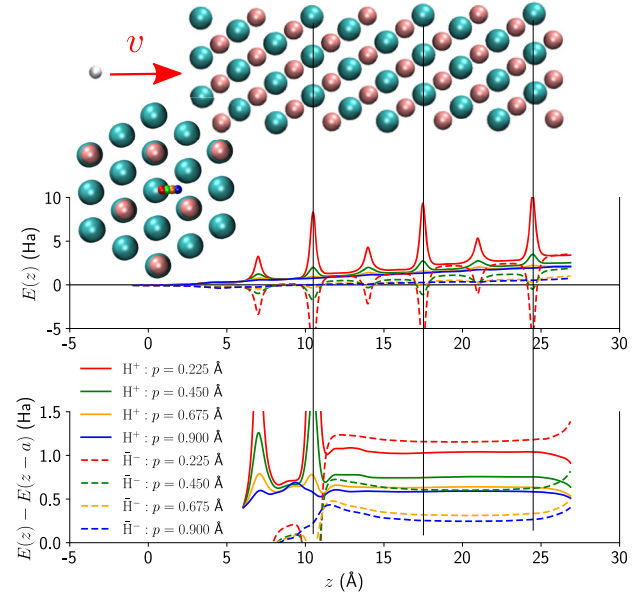 v
10
5
0
−5
E(z) (Ha)
−5 0 5 10 15 20 25 30
H⁺ : p = 0.225 Å
H⁺ : p = 0.450 Å
H⁺ : p = 0.675 Å
H⁺ : p = 0.900 Å
H̄⁻ : p = 0.225 Å
H̄⁻ : p = 0.450 Å
H̄⁻ : p = 0.675 Å
H̄⁻ : p = 0.900 Å
1.5
1.0
0.5
0.0
E(z) − E(z−a) (Ha)
−5 0 5 10 15 20 25 30
z (Å)